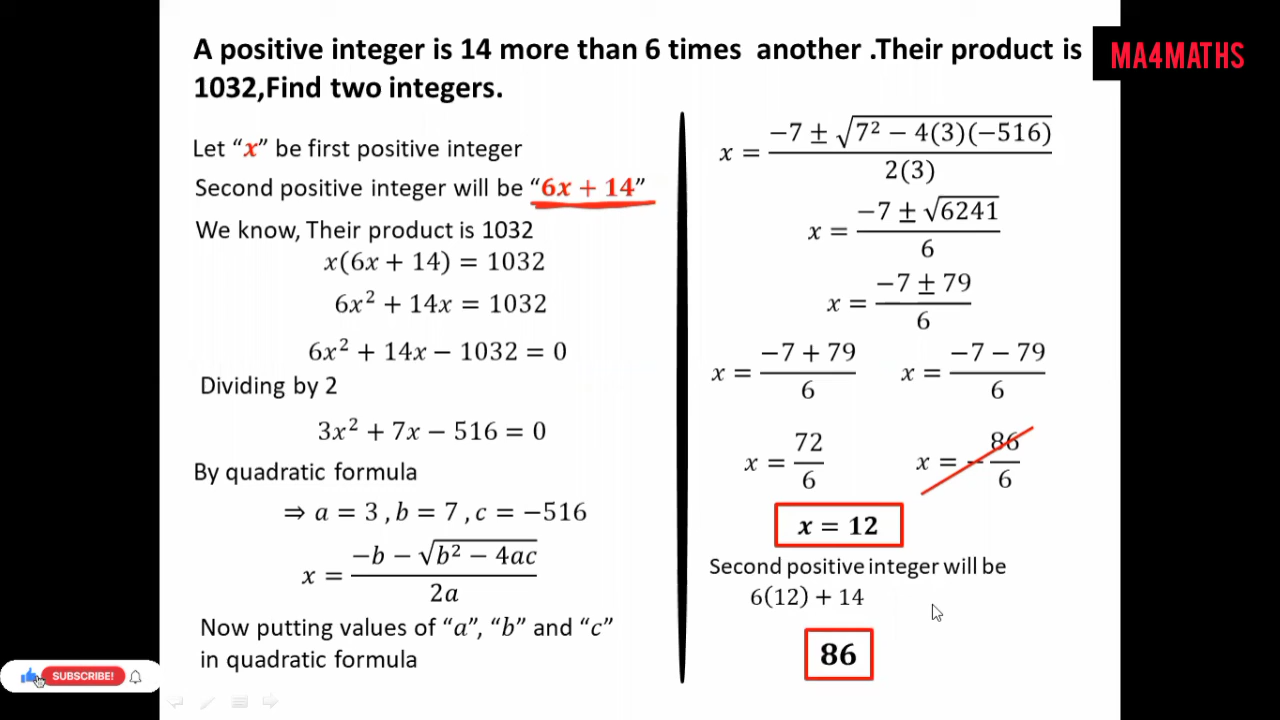 A positive integer is 14 more than 6 times another .Their product is
1032,Find two integers.
MA4MATHS
Let “x” be first positive integer
Second positive integer will be “6x + 14”
We know, Their product is 1032
x(6x + 14) = 1032
6x² + 14x = 1032
6x² + 14x − 1032 = 0
Dividing by 2
3x² + 7x − 516 = 0
By quadratic formula
⇒ a = 3 , b = 7 , c = −516
x = (−b − √(b² − 4ac)) / 2a
Now putting values of “a”, “b” and “c”
in quadratic formula
x = (−7 ± √(7² − 4(3)(−516))) / 2(3)
x = (−7 ± √6241) / 6
x = (−7 ± 79) / 6
x = (−7 + 79) / 6 x = (−7 − 79) / 6
x = 72 / 6 x = − 86 / 6
x = 12
Second positive integer will be
6(12) + 14
86
SUBSCRIBE!